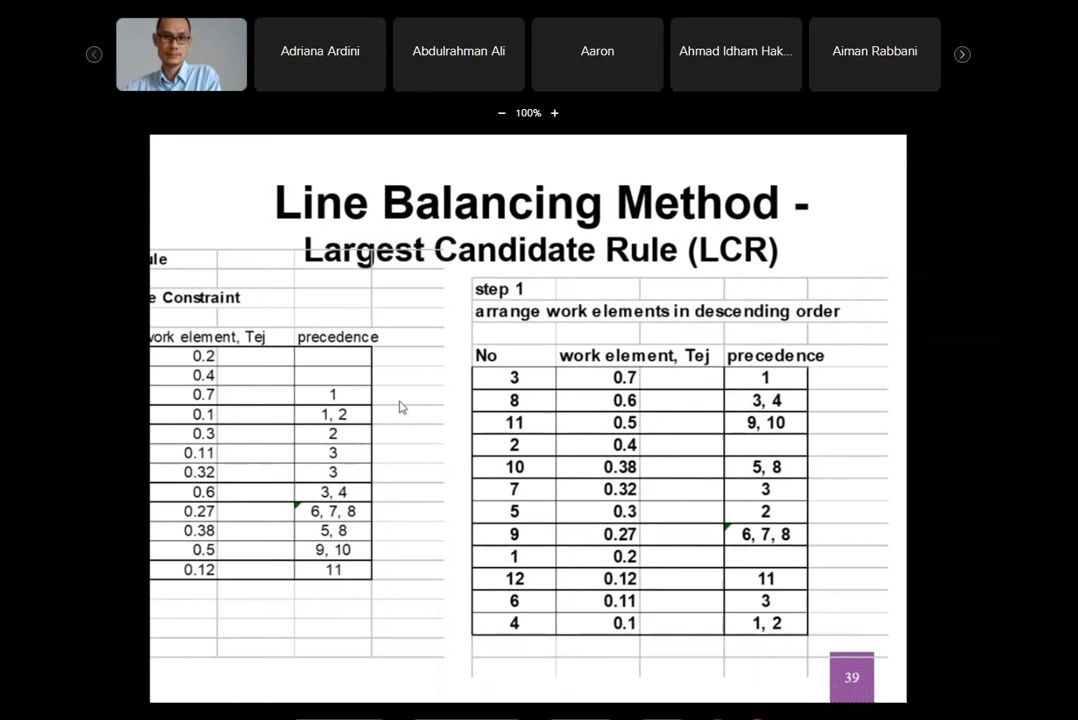 Adriana Ardini
Abdulrahman Ali
Aaron
Ahmad Idham Hak...
Aiman Rabbani
− 100% +
Line Balancing Method -
Largest Candidate Rule (LCR)
ule
e Constraint
work element, Tej precedence
0.2
0.4
0.7 1
0.1 1, 2
0.3 2
0.11 3
0.32 3
0.6 3, 4
0.27 6, 7, 8
0.38 5, 8
0.5 9, 10
0.12 11
step 1
arrange work elements in descending order
No work element, Tej precedence
3 0.7 1
8 0.6 3, 4
11 0.5 9, 10
2 0.4
10 0.38 5, 8
7 0.32 3
5 0.3 2
9 0.27 6, 7, 8
1 0.2
12 0.12 11
6 0.11 3
4 0.1 1, 2
39